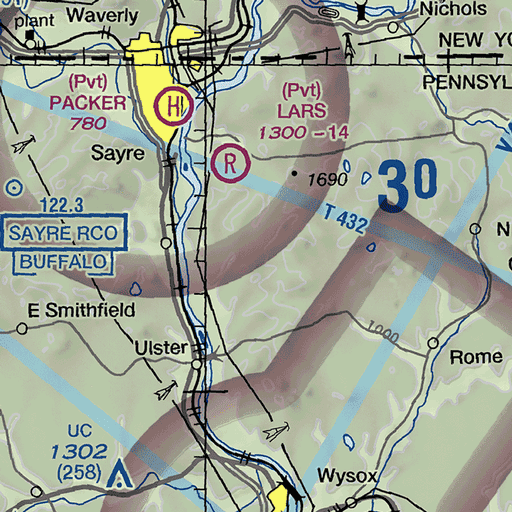 plant
Waverly
Nichols
NEW YO
PENNSYL
(Pvt)
PACKER
780
H
(Pvt)
LARS
1300 - 14
R
Sayre
1690
30
T 432
V
122.3
SAYRE RCO
BUFFALO
N
E Smithfield
Ulster
1000
Rome
UC
1302
(258)
Wysox